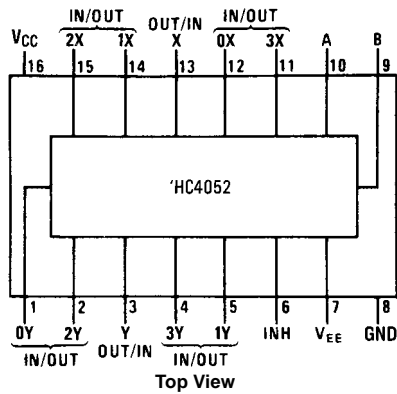 IN/OUT OUT/IN IN/OUT
VCC 2X 1X X 0X 3X A B
16 15 14 13 12 11 10 9
'HC4052
1 2 3 4 5 6 7 8
0Y 2Y Y 3Y 1Y INH VEE GND
IN/OUT OUT/IN IN/OUT
Top View